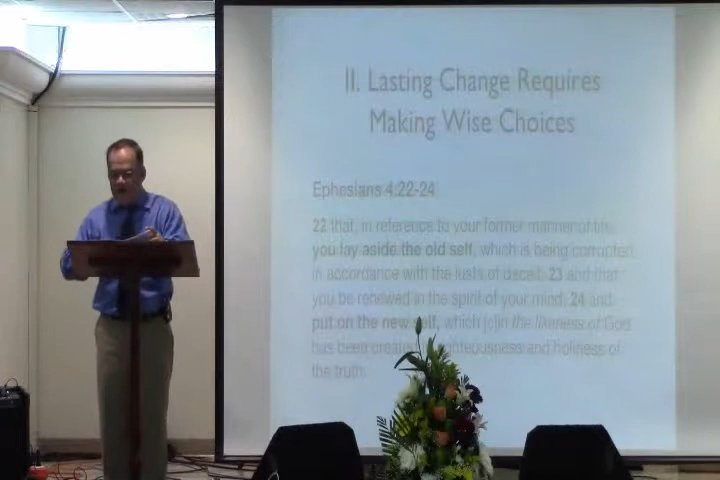 II. Lasting Change Requires
Making Wise Choices
Ephesians 4:22-24
22 that, in reference to your former manner of life,
you lay aside the old self, which is being corrupted
in accordance with the lusts of deceit, 23 and that
you be renewed in the spirit of your mind, 24 and
put on the new self, which in the likeness of God
has been created righteousness and holiness of
the truth.